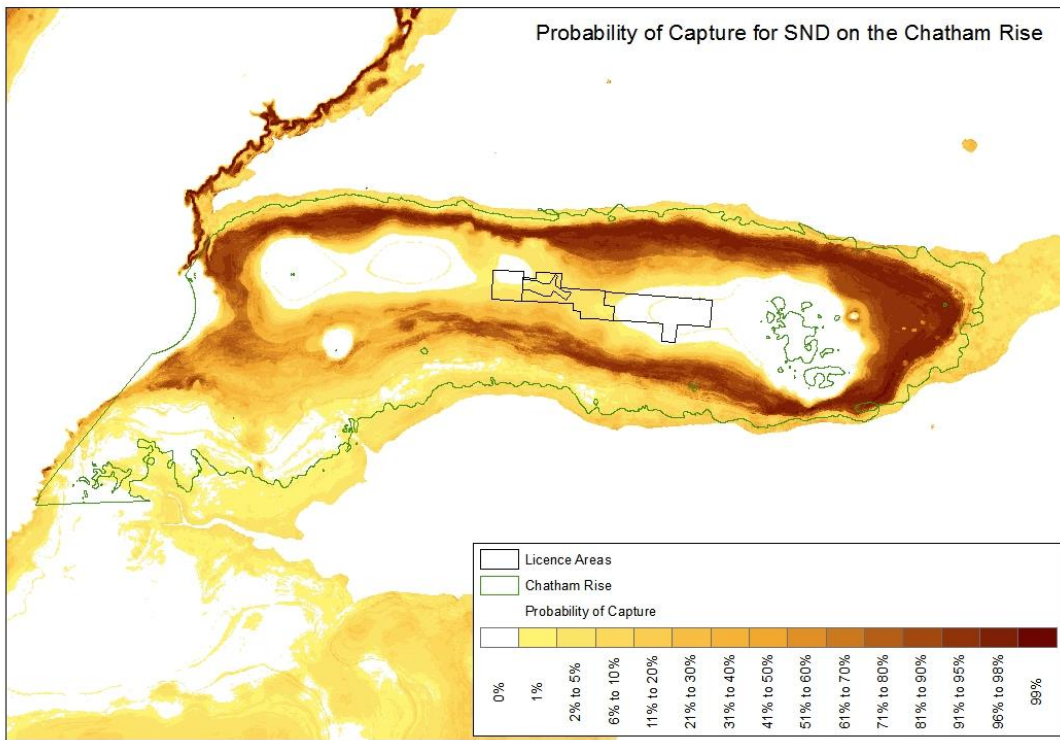 Probability of Capture for SND on the Chatham Rise
Licence Areas
Chatham Rise
Probability of Capture
0%
1%
2% to 5%
6% to 10%
11% to 20%
21% to 30%
31% to 40%
41% to 50%
51% to 60%
61% to 70%
71% to 80%
81% to 90%
91% to 95%
96% to 98%
99%